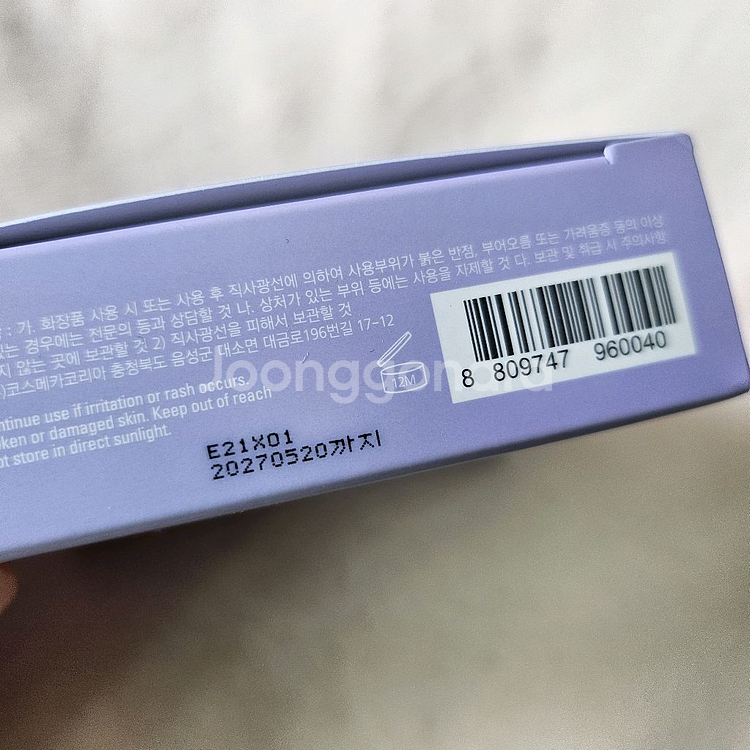 : 가. 화장품 사용 시 또는 사용 후 직사광선에 의하여 사용부위가 붉은 반점, 부어오름 또는 가려움증 등의 이상
있는 경우에는 전문의 등과 상담할 것 나. 상처가 있는 부위 등에는 사용을 자제할 것 다. 보관 및 취급 시 주의사항
않는 곳에 보관할 것 2) 직사광선을 피해서 보관할 것
)코스메카코리아 충청북도 음성군 대소면 대금로196번길 17-12
if irritation or rash occurs.
or damaged skin. Keep out of reach
store in direct sunlight.
12M
8 809747 960040
E21X01
20270520까지